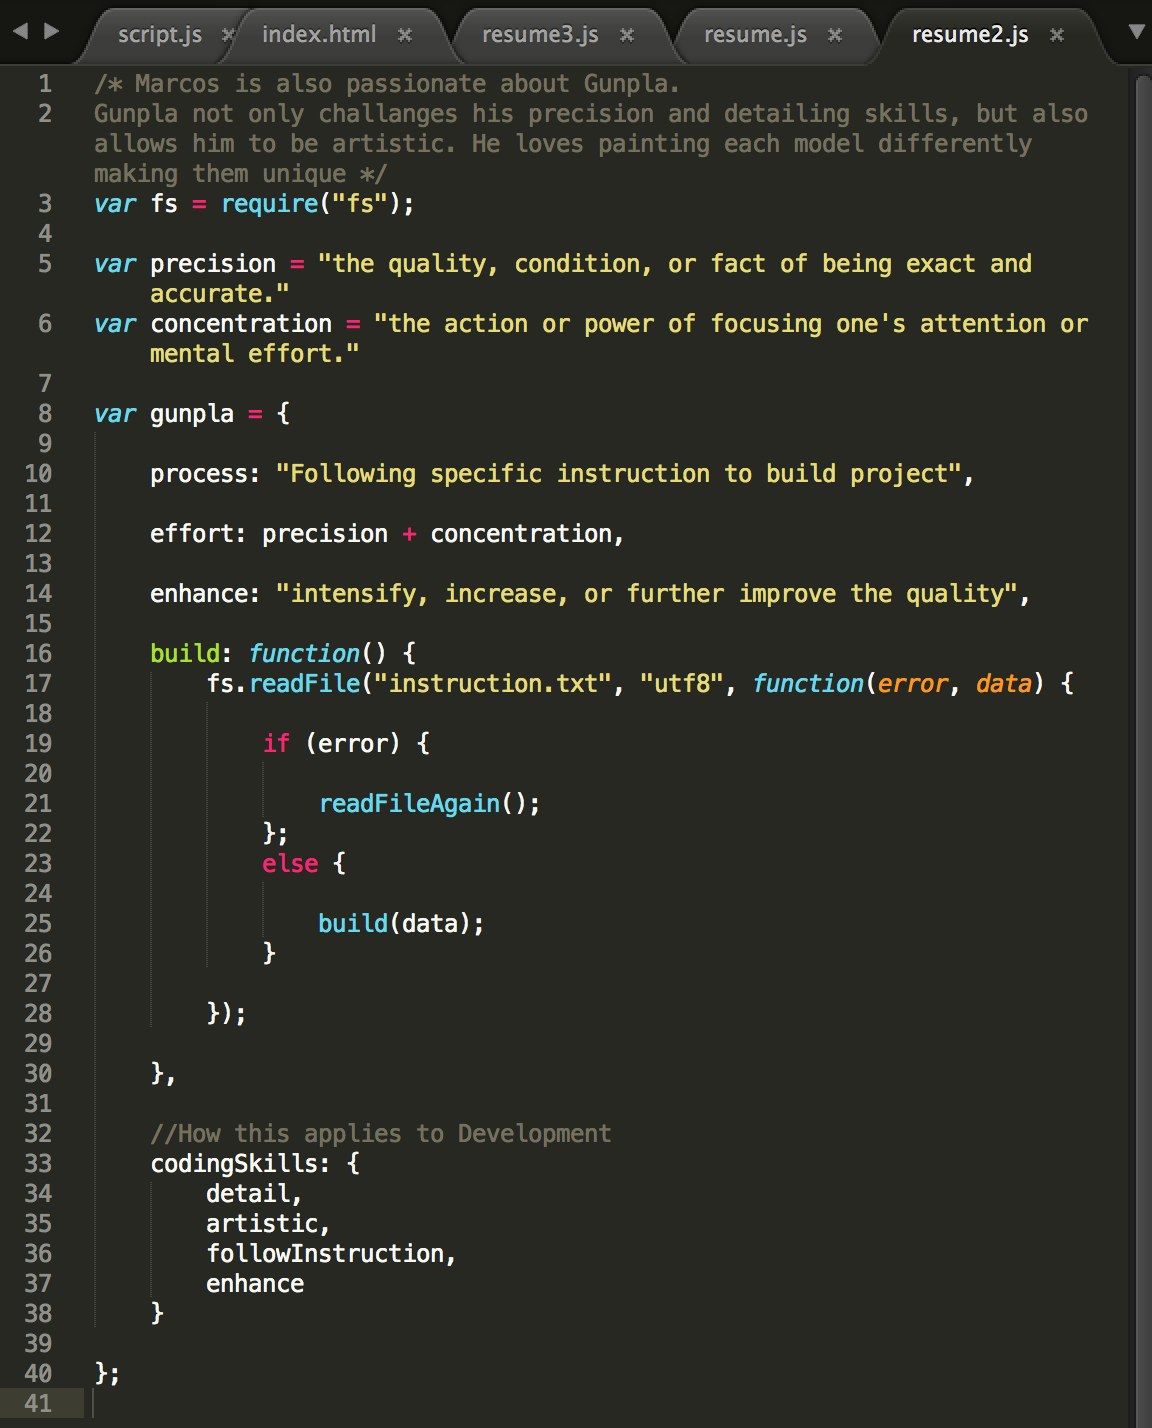 script.js × index.html × resume3.js × resume.js × resume2.js ×
1 /* Marcos is also passionate about Gunpla.
2 Gunpla not only challanges his precision and detailing skills, but also
allows him to be artistic. He loves painting each model differently
making them unique */
3 var fs = require("fs");
4
5 var precision = "the quality, condition, or fact of being exact and
accurate."
6 var concentration = "the action or power of focusing one's attention or
mental effort."
7
8 var gunpla = {
9
10 process: "Following specific instruction to build project",
11
12 effort: precision + concentration,
13
14 enhance: "intensify, increase, or further improve the quality",
15
16 build: function() {
17 fs.readFile("instruction.txt", "utf8", function(error, data) {
18
19 if (error) {
20
21 readFileAgain();
22 };
23 else {
24
25 build(data);
26 }
27
28 });
29
30 },
31
32 //How this applies to Development
33 codingSkills: {
34 detail,
35 artistic,
36 followInstruction,
37 enhance
38 }
39
40 };
41